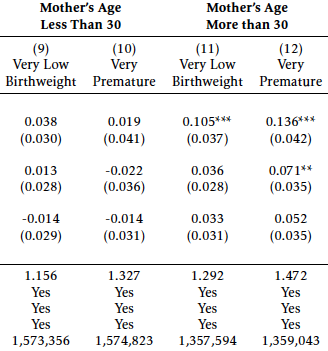 Mother's Age Mother's Age
Less Than 30 More than 30
(9) (10) (11) (12)
Very Low Very Very Low Very
Birthweight Premature Birthweight Premature
0.038 0.019 0.105*** 0.136***
(0.030) (0.041) (0.037) (0.042)
0.013 -0.022 0.036 0.071**
(0.028) (0.036) (0.028) (0.035)
-0.014 -0.014 0.033 0.052
(0.029) (0.031) (0.031) (0.035)
1.156 1.327 1.292 1.472
Yes Yes Yes Yes
Yes Yes Yes Yes
Yes Yes Yes Yes
1,573,356 1,574,823 1,357,594 1,359,043